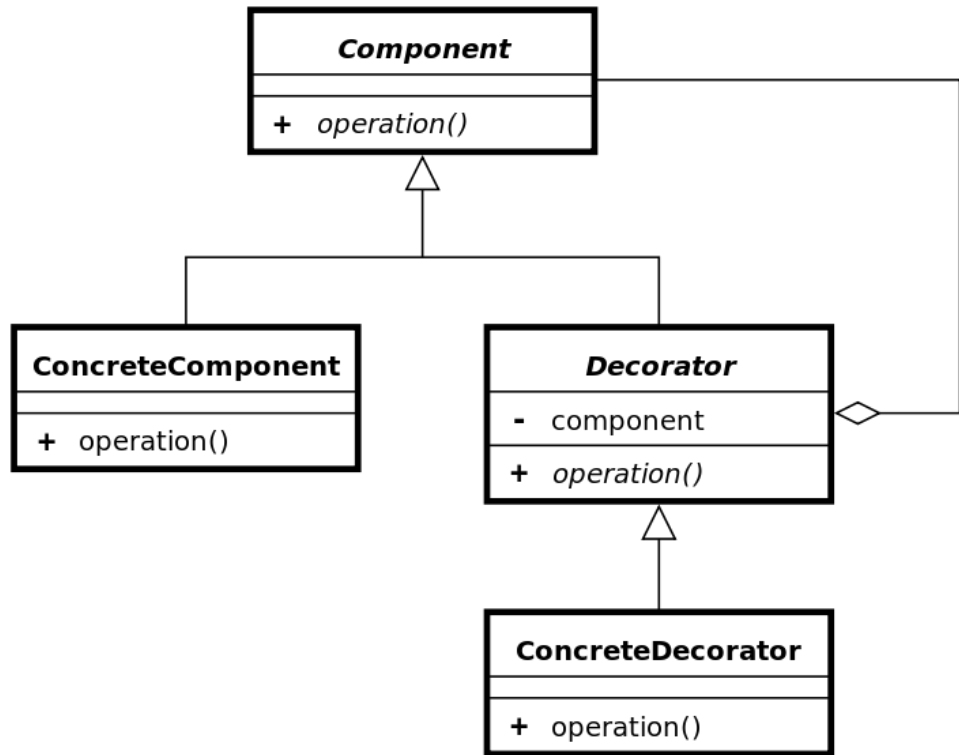 Component
+ operation()
ConcreteComponent
+ operation()
Decorator
- component
+ operation()
ConcreteDecorator
+ operation()